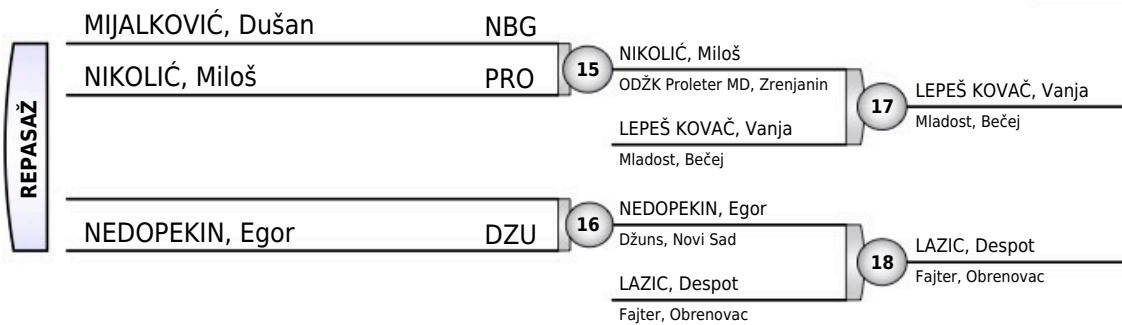 REPASAŽ
MIJALKOVIĆ, Dušan NBG
NIKOLIĆ, Miloš PRO
15
NIKOLIĆ, Miloš
ODŽK Proleter MD, Zrenjanin
LEPEŠ KOVAČ, Vanja
Mladost, Bečej
17
LEPEŠ KOVAČ, Vanja
Mladost, Bečej
NEDOPEKIN, Egor DZU
16
NEDOPEKIN, Egor
Džuns, Novi Sad
LAZIC, Despot
Fajter, Obrenovac
18
LAZIC, Despot
Fajter, Obrenovac